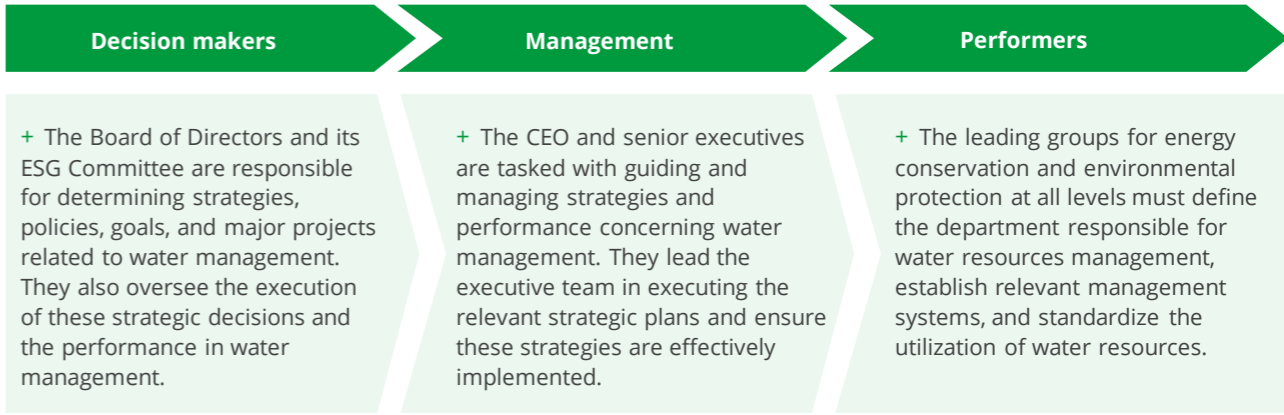 Decision makers
Management
Performers
+ The Board of Directors and its
ESG Committee are responsible
for determining strategies,
policies, goals, and major projects
related to water management.
They also oversee the execution
of these strategic decisions and
the performance in water
management.
+ The CEO and senior executives
are tasked with guiding and
managing strategies and
performance concerning water
management. They lead the
executive team in executing the
relevant strategic plans and ensure
these strategies are effectively
implemented.
+ The leading groups for energy
conservation and environmental
protection at all levels must define
the department responsible for
water resources management,
establish relevant management
systems, and standardize the
utilization of water resources.